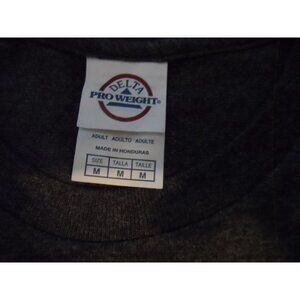 DELTA
PRO WEIGHT®
ADULT ADULTO ADULTE
MADE IN HONDURAS
SIZE TALLA TAILLE
M M M